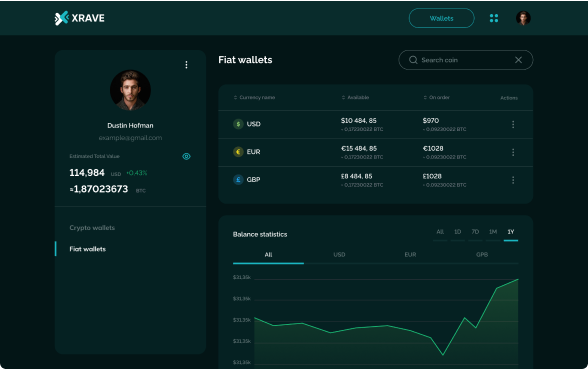 XRAVE
Wallets
Dustin Hofman
example@gmail.com
Estimated Total Value
114,984 USD +0.43%
≈1,87023673 BTC
Crypto wallets
Fiat wallets
Fiat wallets
Search coin
Currency name Available On order Actions
USD $10 484, 85 $970
≈ 0.17230022 BTC ≈ 0.09230022 BTC
EUR €15 484, 85 €1028
≈ 0.17230022 BTC ≈ 0.09230022 BTC
GBP £8 484, 85 £1028
≈ 0.17230022 BTC ≈ 0.09230022 BTC
Balance statistics
All 1D 7D 1M 1Y
All USD EUR GPB
$31.35k
$31.35k
$31.35k
$31.35k
$31.35k